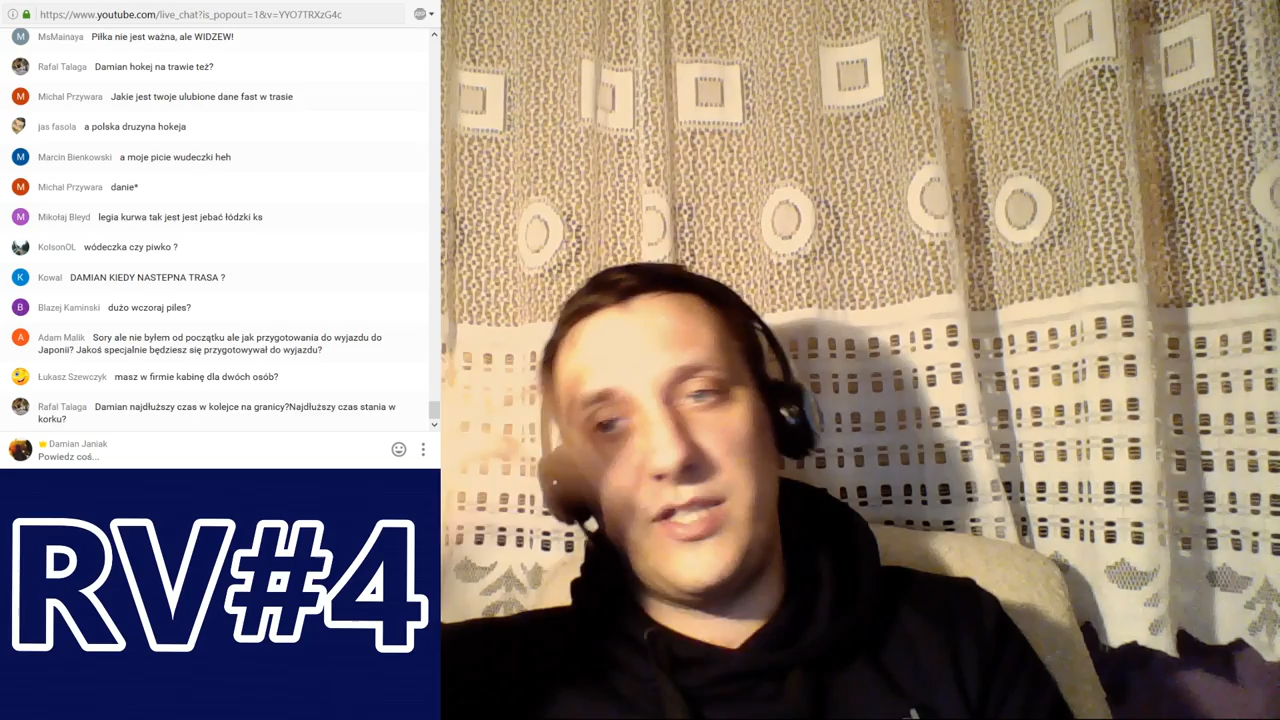 https://www.youtube.com/live_chat?is_popout=1&v=YYO7TRXzG4c
M MsMainaya Piłka nie jest ważna, ale WIDZEW!
Rafal Talaga Damian hokej na trawie też?
M Michal Przywara Jakie jest twoje ulubione dane fast w trasie
jas fasola a polska druzyna hokeja
M Marcin Bienkowski a moje picie wudeczki heh
M Michal Przywara danie*
M Mikołaj Bleyd legia kurwa tak jest jest jebać łódzki ks
KolsonOL wódeczka czy piwko ?
K Kowal DAMIAN KIEDY NASTEPNA TRASA ?
B Blazej Kaminski dużo wczoraj piles?
A Adam Malik Sory ale nie byłem od początku ale jak przygotowania do wyjazdu do
Japonii? Jakoś specjalnie będziesz się przygotowywał do wyjazdu?
Łukasz Szewczyk masz w firmie kabinę dla dwóch osób?
Rafal Talaga Damian najdłuższy czas w kolejce na granicy?Najdłuższy czas stania w
korku?
Damian Janiak
Powiedz coś...
RV#4